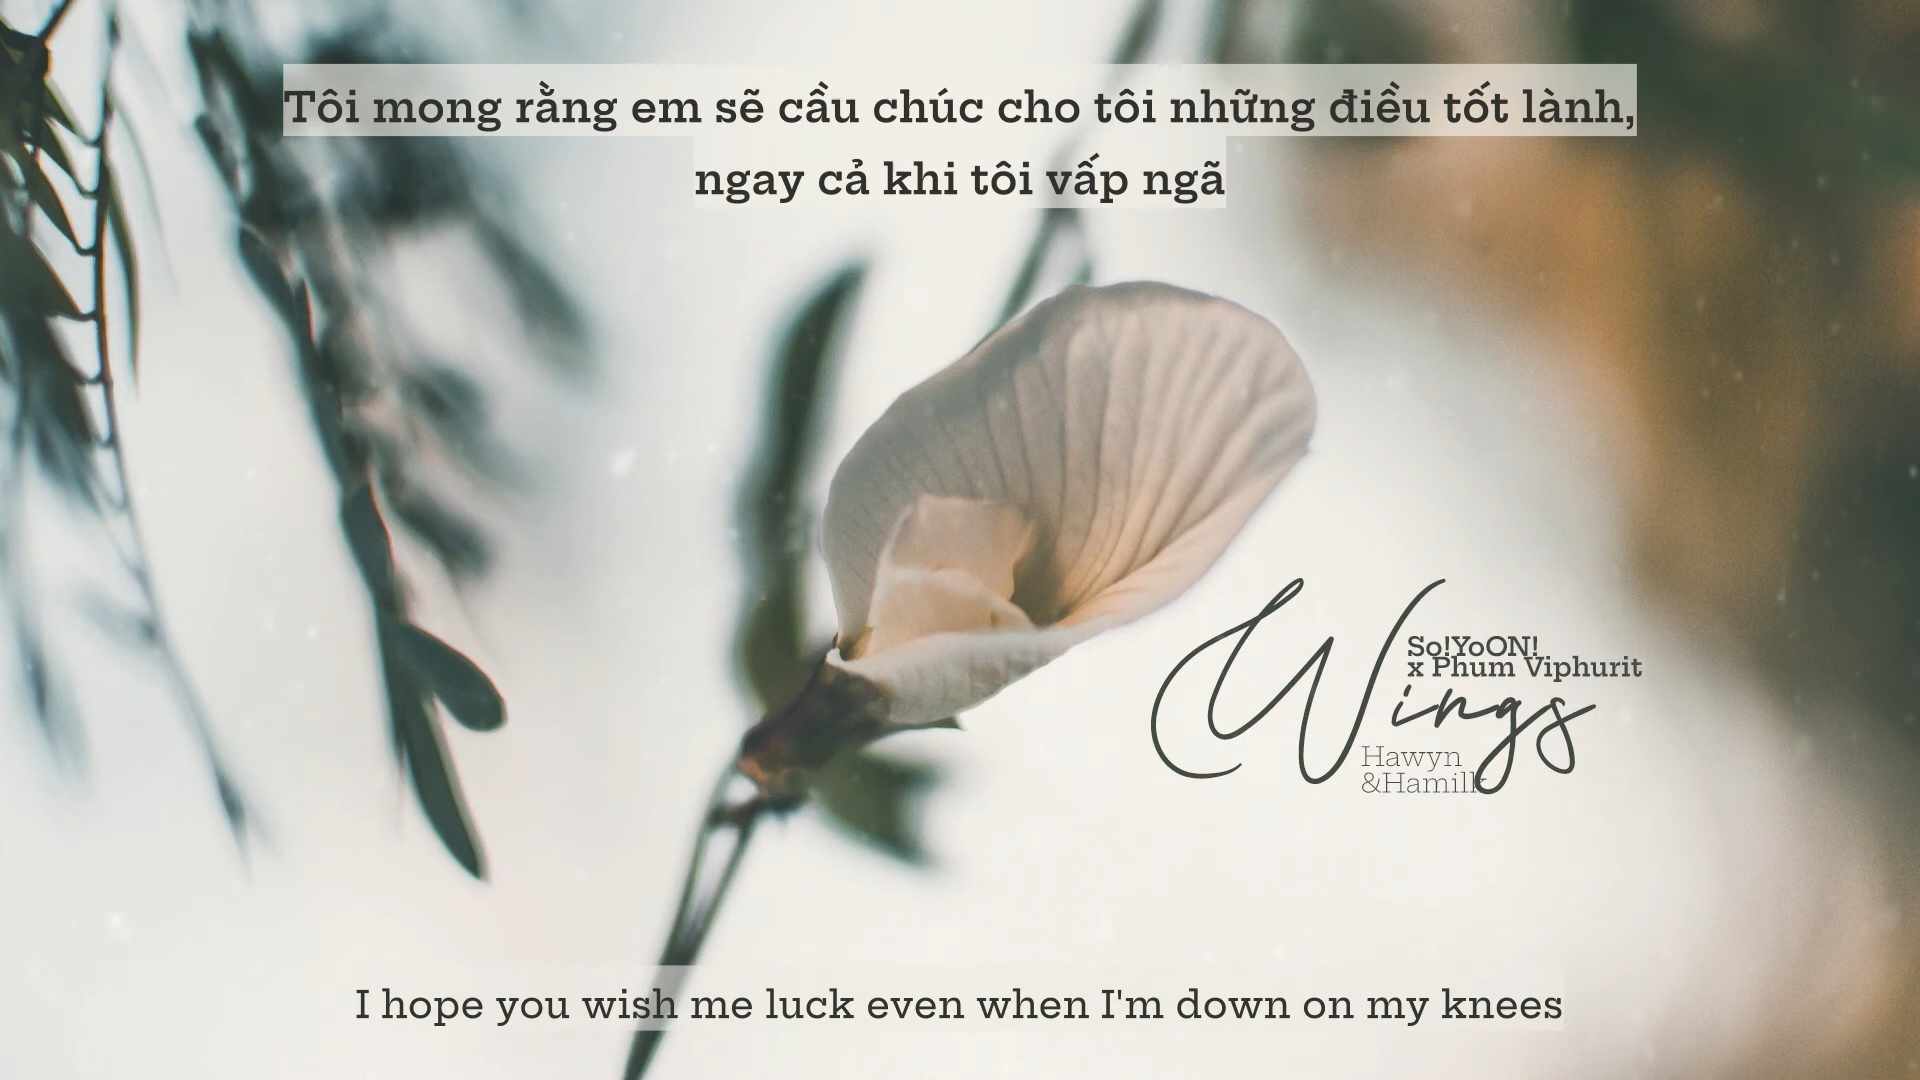 Tôi mong rằng em sẽ cầu chúc cho tôi những điều tốt lành,
ngay cả khi tôi vấp ngã
So!YoON!
x Phum Viphurit
Wings
Hawyn
&Hamilk
I hope you wish me luck even when I'm down on my knees